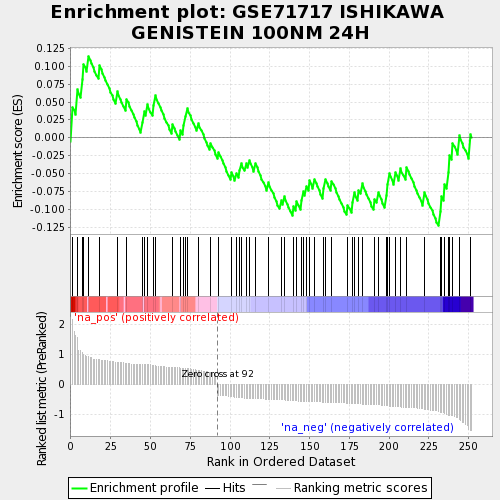 Enrichment plot: GSE71717 ISHIKAWA
GENISTEIN 100NM 24H
Enrichment score (ES)
0.125
0.100
0.075
0.050
0.025
0.000
-0.025
-0.050
-0.075
-0.100
-0.125
'na_pos' (positively correlated)
Ranked list metric (PreRanked)
2
1
0
-1
Zero cross at 92
'na_neg' (negatively correlated)
0
25
50
75
100
125
150
175
200
225
250
Rank in Ordered Dataset
Enrichment profile
Hits
Ranking metric scores